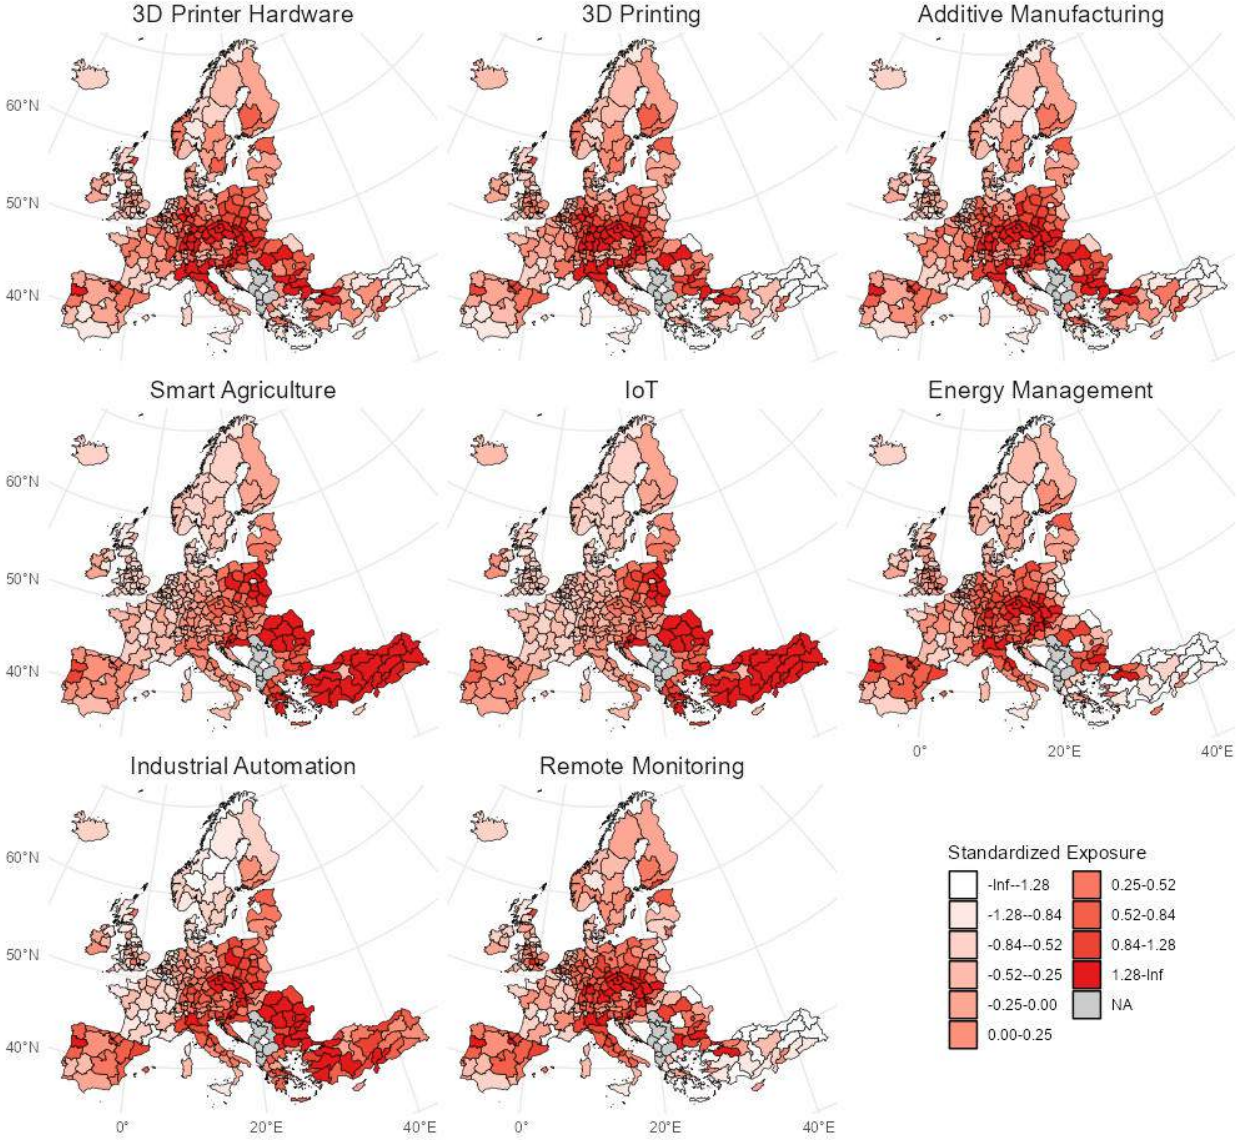 3D Printer Hardware
3D Printing
Additive Manufacturing
60°N
50°N
40°N
Smart Agriculture
IoT
Energy Management
60°N
50°N
40°N
0°
20°E
40°E
Industrial Automation
Remote Monitoring
60°N
50°N
40°N
0°
20°E
40°E
0°
20°E
40°E
Standardized Exposure
-Inf--1.28
-1.28--0.84
-0.84--0.52
-0.52--0.25
-0.25-0.00
0.00-0.25
0.25-0.52
0.52-0.84
0.84-1.28
1.28-Inf
NA